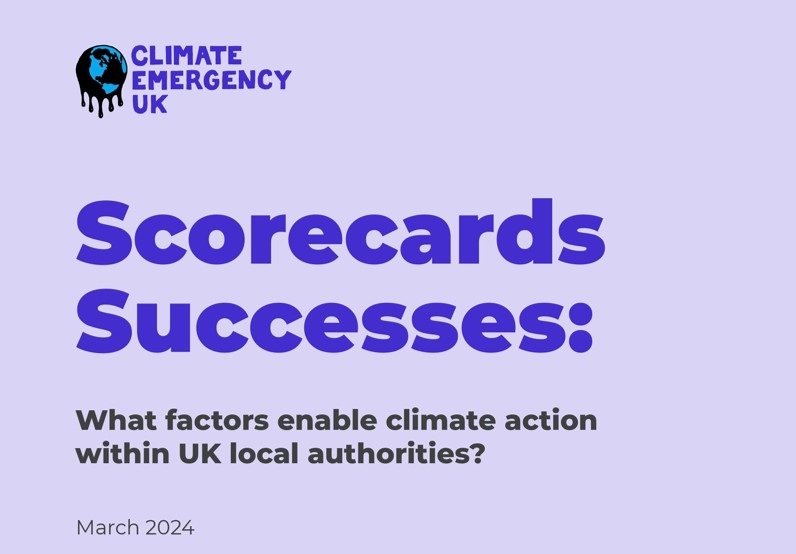 CLIMATE
EMERGENCY
UK
Scorecards
Successes:
What factors enable climate action
within UK local authorities?
March 2024